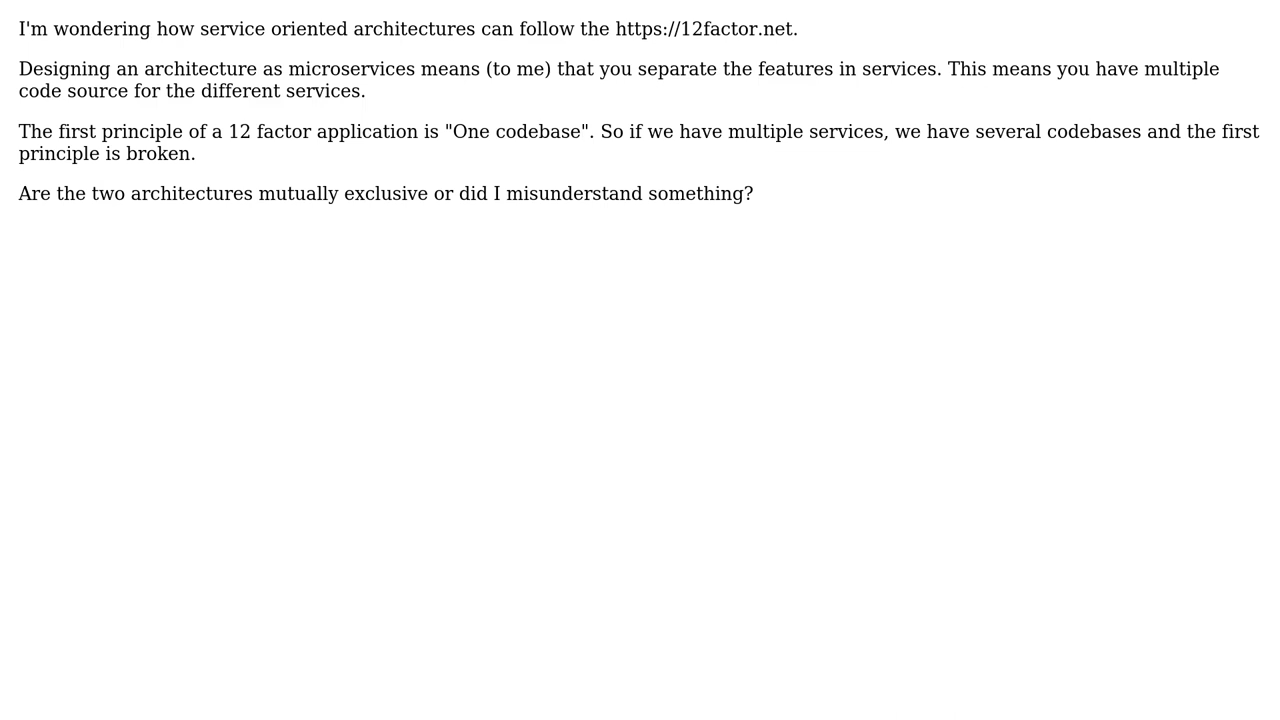 I'm wondering how service oriented architectures can follow the https://12factor.net.
Designing an architecture as microservices means (to me) that you separate the features in services. This means you have multiple
code source for the different services.
The first principle of a 12 factor application is "One codebase". So if we have multiple services, we have several codebases and the first
principle is broken.
Are the two architectures mutually exclusive or did I misunderstand something?